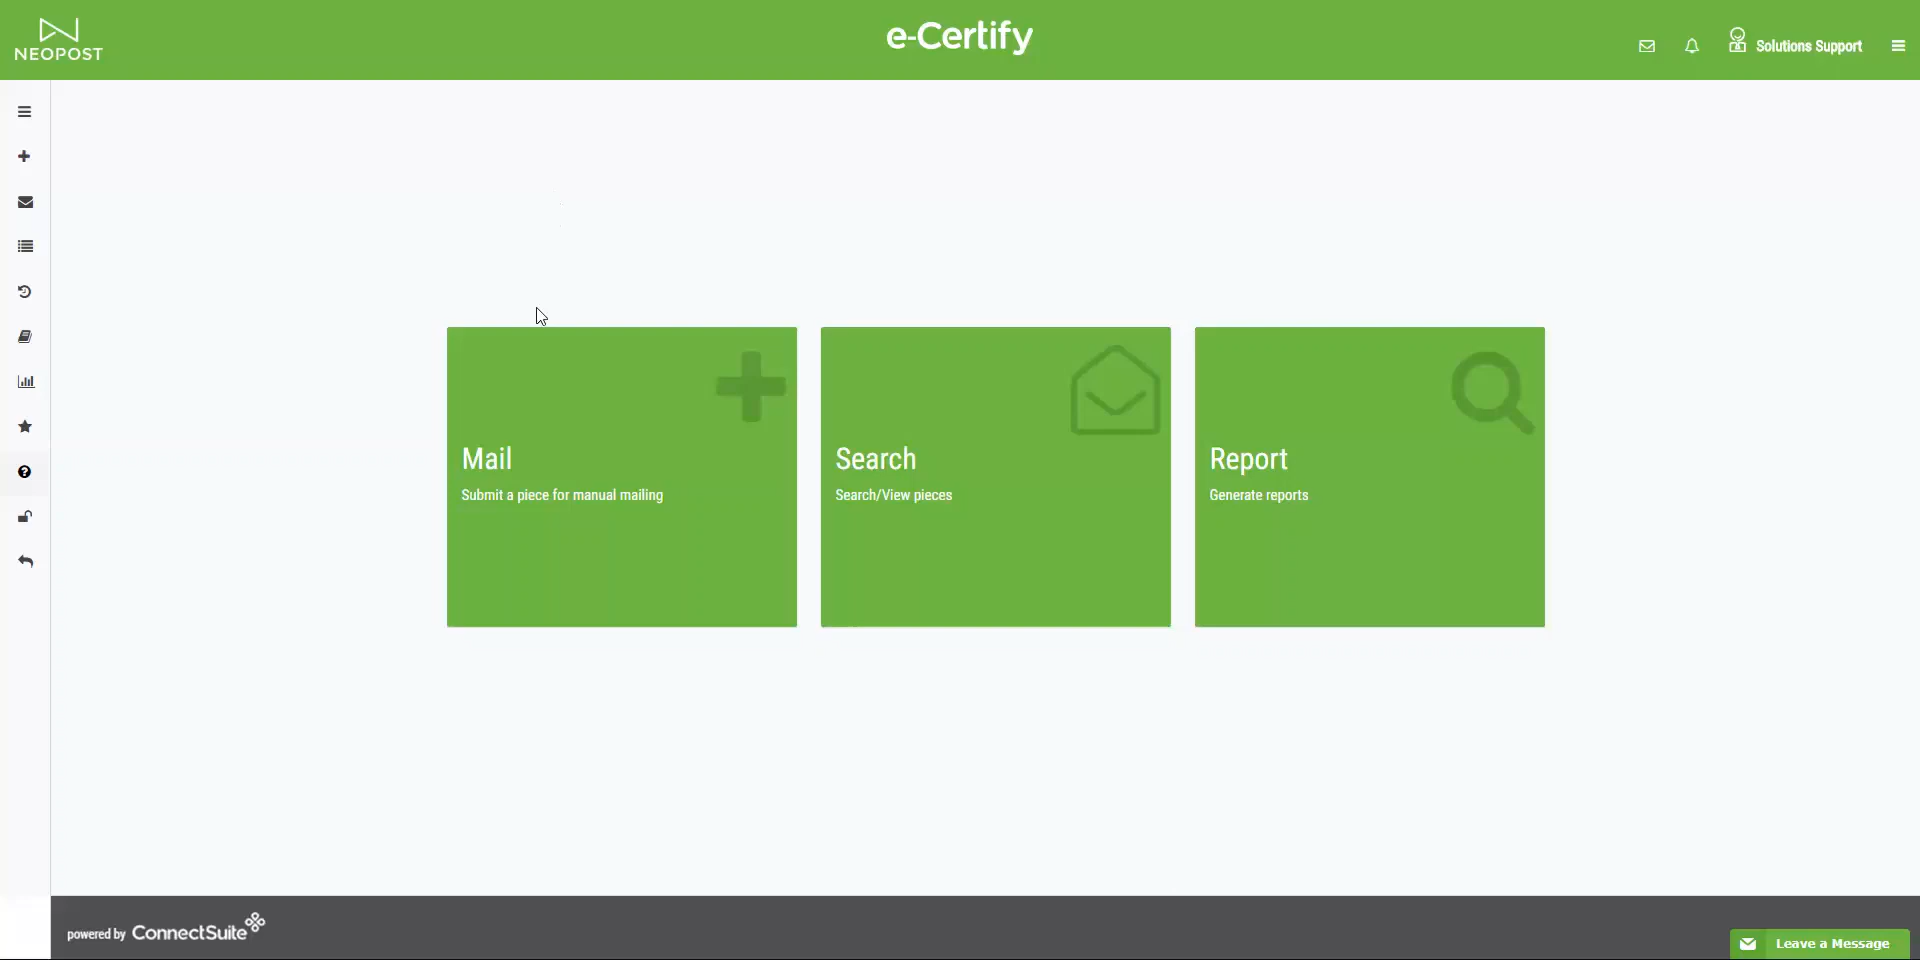 NEOPOST
e-Certify
Solutions Support
Mail
Submit a piece for manual mailing
Search
Search/View pieces
Report
Generate reports
powered by ConnectSuite
Leave a Message